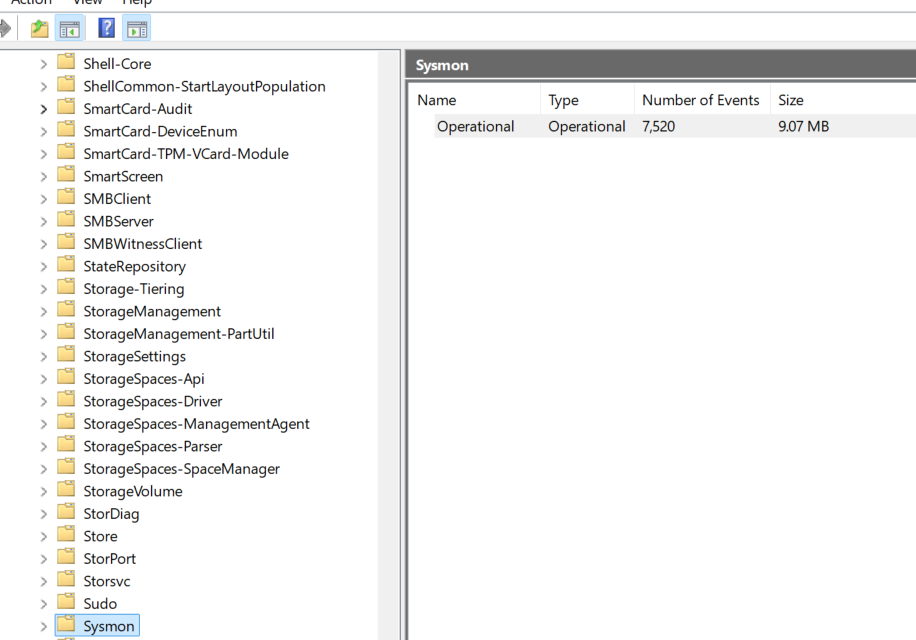 Action View Help
Shell-Core
ShellCommon-StartLayoutPopulation
SmartCard-Audit
SmartCard-DeviceEnum
SmartCard-TPM-VCard-Module
SmartScreen
SMBClient
SMBServer
SMBWitnessClient
StateRepository
Storage-Tiering
StorageManagement
StorageManagement-PartUtil
StorageSettings
StorageSpaces-Api
StorageSpaces-Driver
StorageSpaces-ManagementAgent
StorageSpaces-Parser
StorageSpaces-SpaceManager
StorageVolume
StorDiag
Store
StorPort
Storsvc
Sudo
Sysmon
Sysmon
Name Type Number of Events Size
Operational Operational 7,520 9.07 MB